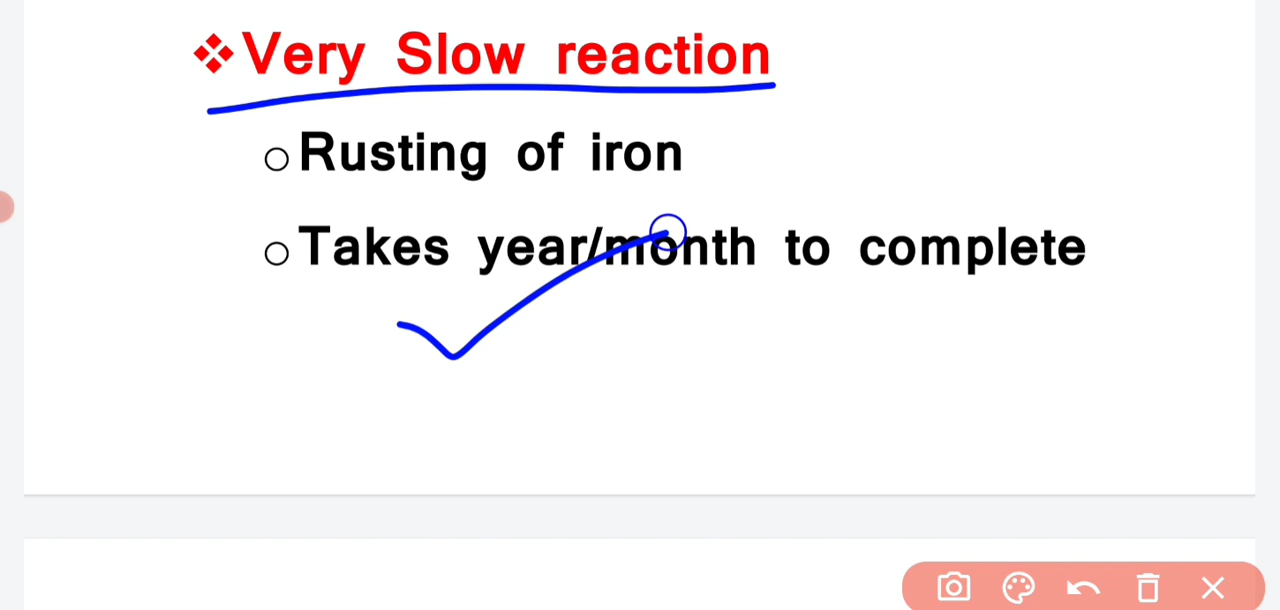 ❖Very Slow reaction
○Rusting of iron
○Takes year/month to complete